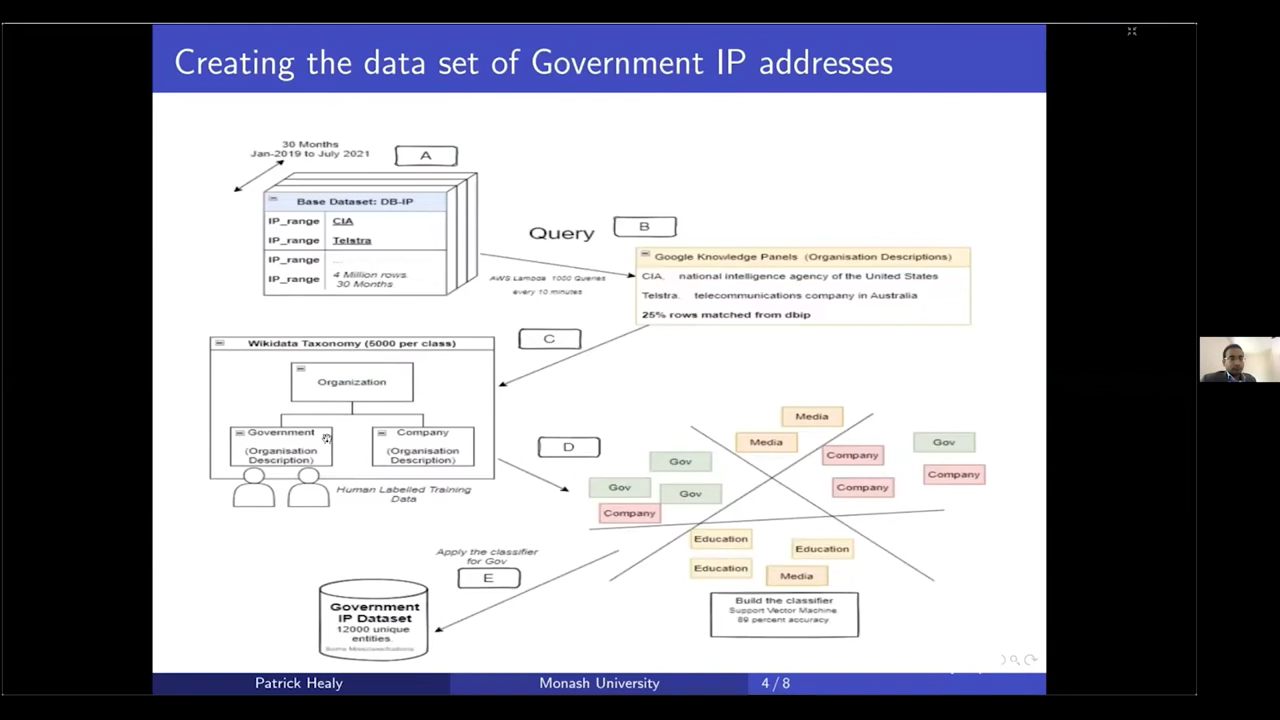 Creating the data set of Government IP addresses
30 Months
Jan-2019 to July 2021
A
Base Dataset: DB-IP
IP_range CIA
IP_range Telstra
IP_range ...
IP_range 4 Million rows.
30 Months
Query
B
AWS Lambda 1000 Queries
every 10 minutes
Google Knowledge Panels (Organisation Descriptions)
CIA. national intelligence agency of the United States
Telstra. telecommunications company in Australia
25% rows matched from dbip
C
Wikidata Taxonomy (5000 per class)
Organization
Government
(Organisation
Description)
Company
(Organisation
Description)
Human Labelled Training
Data
D
Media
Media
Gov
Company
Gov
Company
Gov
Gov
Company
Company
Education
Education
Education
Media
Build the classifier
Support Vector Machine
89 percent accuracy
Apply the classifier
for Gov
E
Government
IP Dataset
12000 unique
entities.
Some Missclassifications
Patrick Healy
Monash University
4 / 8